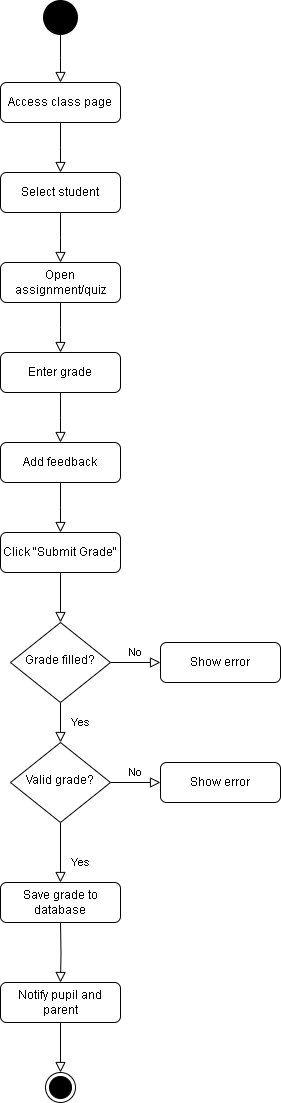 Access class page
Select student
Open
assignment/quiz
Enter grade
Add feedback
Click "Submit Grade"
Grade filled?
No
Show error
Yes
Valid grade?
No
Show error
Yes
Save grade to
database
Notify pupil and
parent